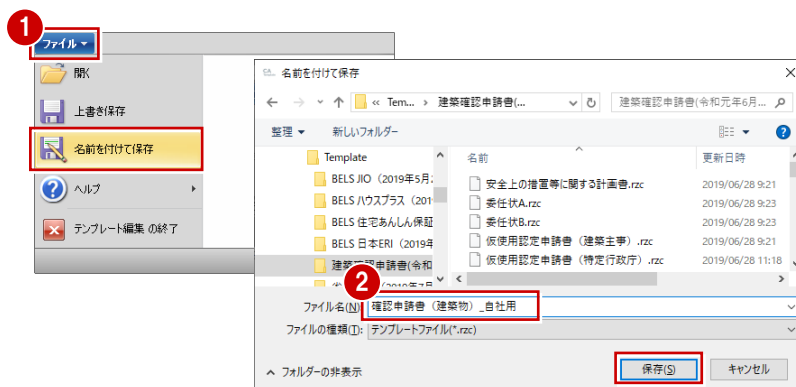 1
ファイル
開く
上書き保存
名前を付けて保存
ヘルプ
テンプレート編集 の終了
名前を付けて保存
« Tem... › 建築確認申請書(...
建築確認申請書(令和元年6月...
整理 新しいフォルダー
Template
BELS JIO（2019年5月2
BELS ハウスプラス（201
BELS 住宅あんしん保証
BELS 日本ERI（2019年
建築確認申請書(令和
名前 更新日時
安全上の措置等に関する計画書.rzc 2019/06/28 9:21
委任状A.rzc 2019/06/28 9:23
委任状B.rzc 2019/06/28 9:23
仮使用認定申請書（建築主事）.rzc 2019/06/28 9:21
仮使用認定申請書（特定行政庁）.rzc 2019/06/28 11:18
2
ファイル名(N): 確認申請書（建築物）_自社用
ファイルの種類(T): テンプレートファイル(*.rzc)
フォルダーの非表示
保存(S) キャンセル